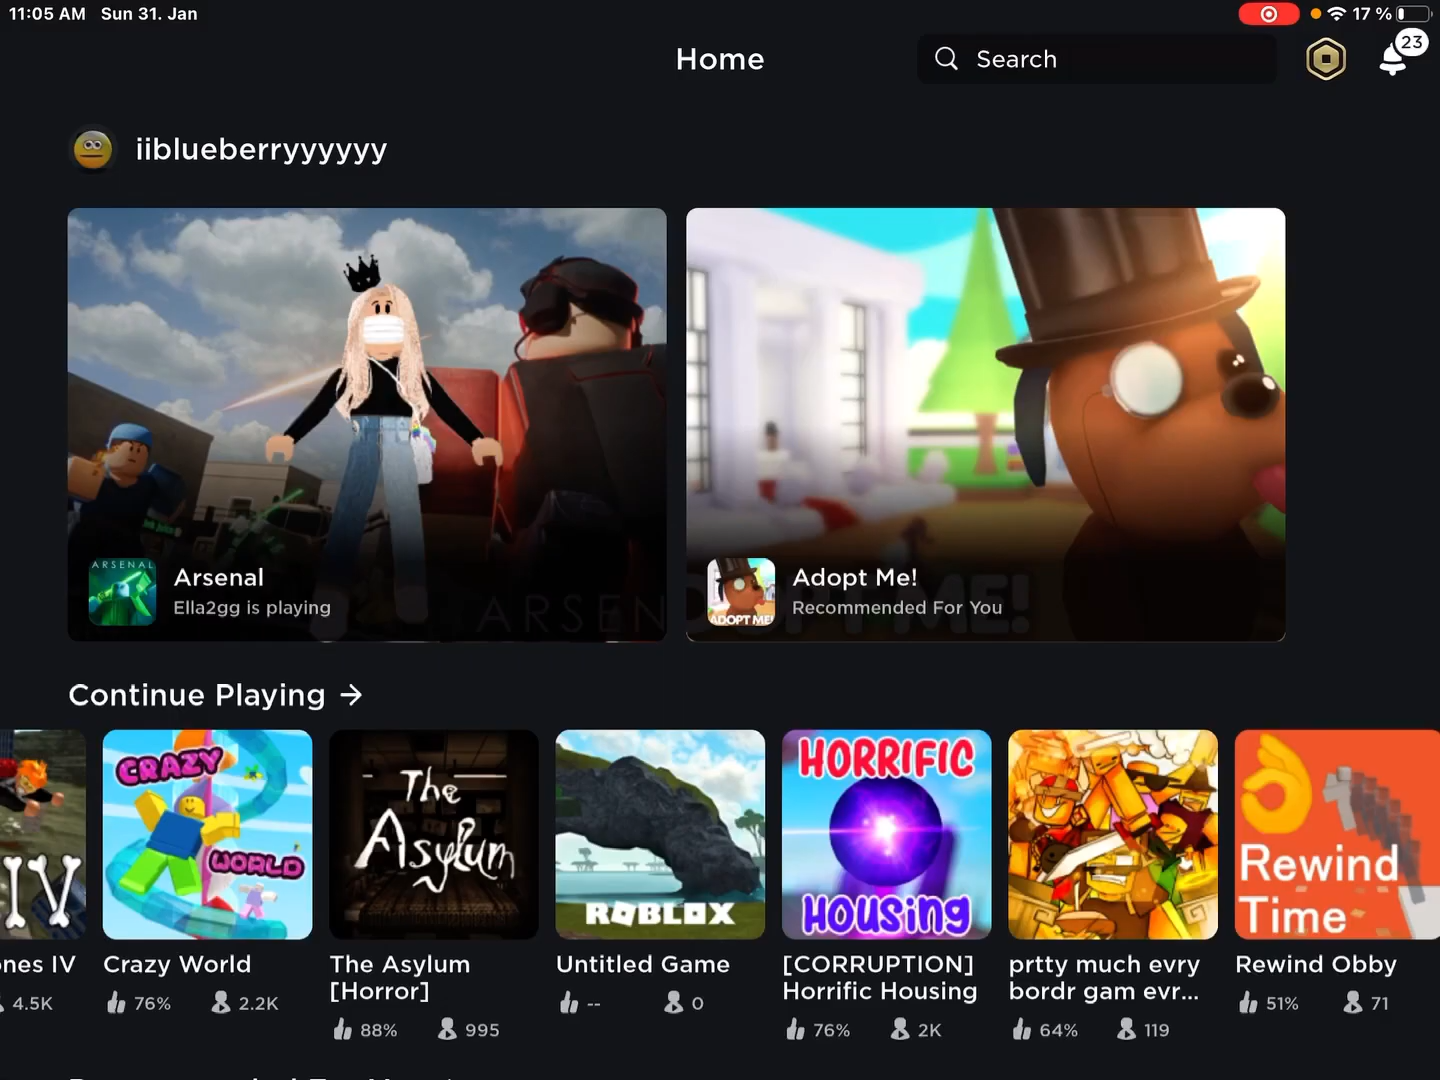 11:05 AM Sun 31. Jan
17 %
Home
Search
23
iiblueberryyyyyy
ARSENAL
Arsenal
Ella2gg is playing
ARSEN
ADOPT ME!
Adopt Me!
Recommended For You
Continue Playing →
IV
CRAZY
WORLD
The
Asylum
ROBLOX
HORRIFIC
HOUSING
Rewind
Time
nes IV
4.5K
Crazy World
76% 2.2K
The Asylum
[Horror]
88% 995
Untitled Game
-- 0
[CORRUPTION]
Horrific Housing
76% 2K
prtty much evry
bordr gam evr...
64% 119
Rewind Obby
51% 71